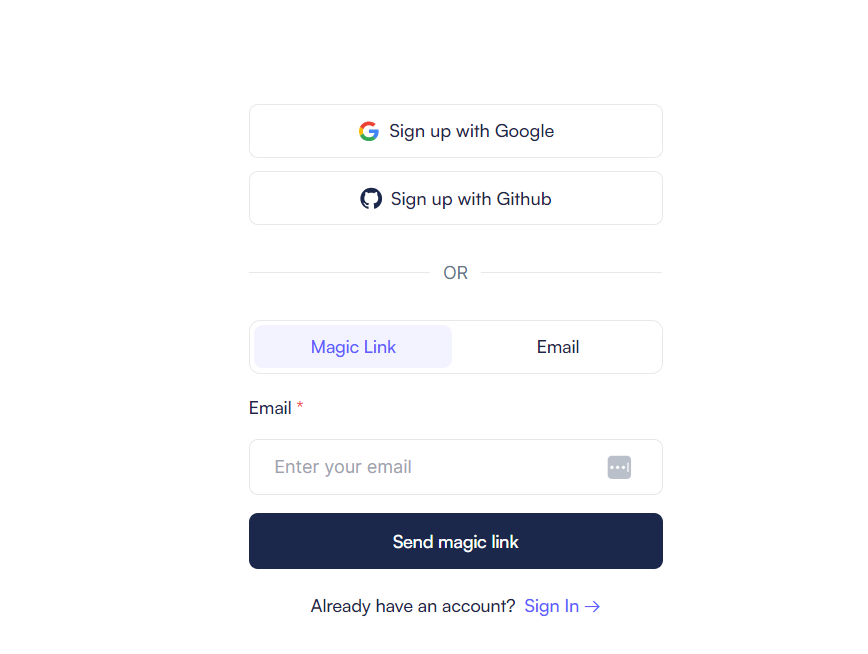 Sign up with Google
Sign up with Github
OR
Magic Link Email
Email *
Enter your email
Send magic link
Already have an account? Sign In →